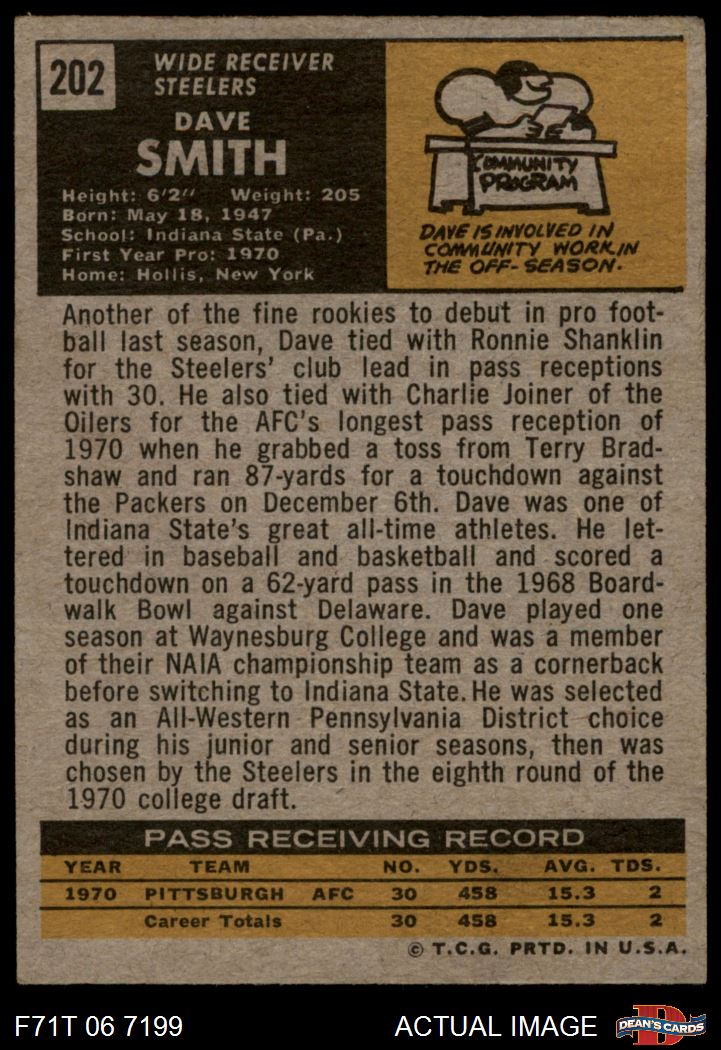 202
WIDE RECEIVER
STEELERS
DAVE
SMITH
Height: 6'2" Weight: 205
Born: May 18, 1947
School: Indiana State (Pa.)
First Year Pro: 1970
Home: Hollis, New York
COMMUNITY
PROGRAM
DAVE IS INVOLVED IN
COMMUNITY WORK IN
THE OFF-SEASON.
Another of the fine rookies to debut in pro foot-
ball last season, Dave tied with Ronnie Shanklin
for the Steelers' club lead in pass receptions
with 30. He also tied with Charlie Joiner of the
Oilers for the AFC's longest pass reception of
1970 when he grabbed a toss from Terry Brad-
shaw and ran 87-yards for a touchdown against
the Packers on December 6th. Dave was one of
Indiana State's great all-time athletes. He let-
tered in baseball and basketball and scored a
touchdown on a 62-yard pass in the 1968 Board-
walk Bowl against Delaware. Dave played one
season at Waynesburg College and was a member
of their NAIA championship team as a cornerback
before switching to Indiana State. He was selected
as an All-Western Pennsylvania District choice
during his junior and senior seasons, then was
chosen by the Steelers in the eighth round of the
1970 college draft.
PASS RECEIVING RECORD
YEAR TEAM NO. YDS. AVG. TDS.
1970 PITTSBURGH AFC 30 458 15.3 2
Career Totals 30 458 15.3 2
© T.C.G. PRTD. IN U.S.A.
F71T 06 7199 ACTUAL IMAGE D DEAN'S CARDS